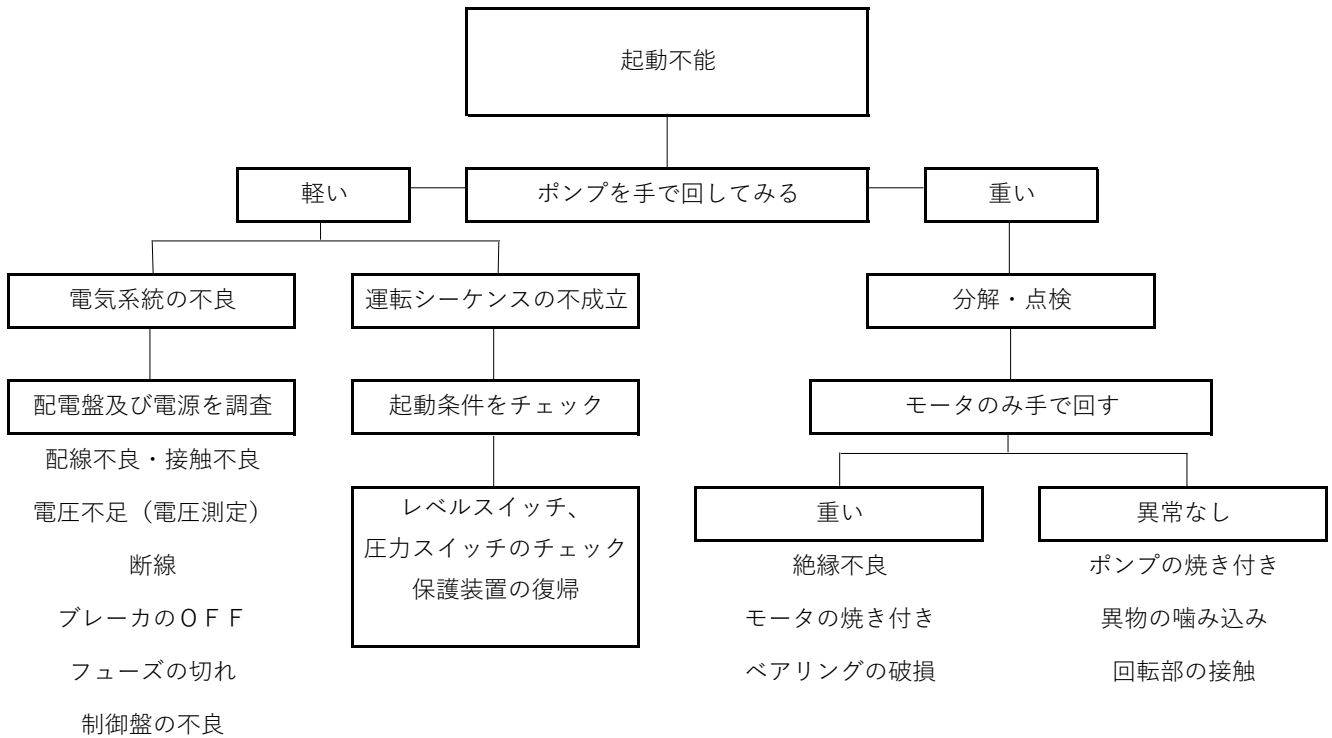 起動不能
軽い
ポンプを手で回してみる
重い
電気系統の不良
運転シーケンスの不成立
分解・点検
配電盤及び電源を調査
起動条件をチェック
モータのみ手で回す
配線不良・接触不良
電圧不足（電圧測定）
断線
ブレーカのＯＦＦ
フューズの切れ
制御盤の不良
レベルスイッチ、
圧力スイッチのチェック
保護装置の復帰
重い
絶縁不良
モータの焼き付き
ベアリングの破損
異常なし
ポンプの焼き付き
異物の噛み込み
回転部の接触